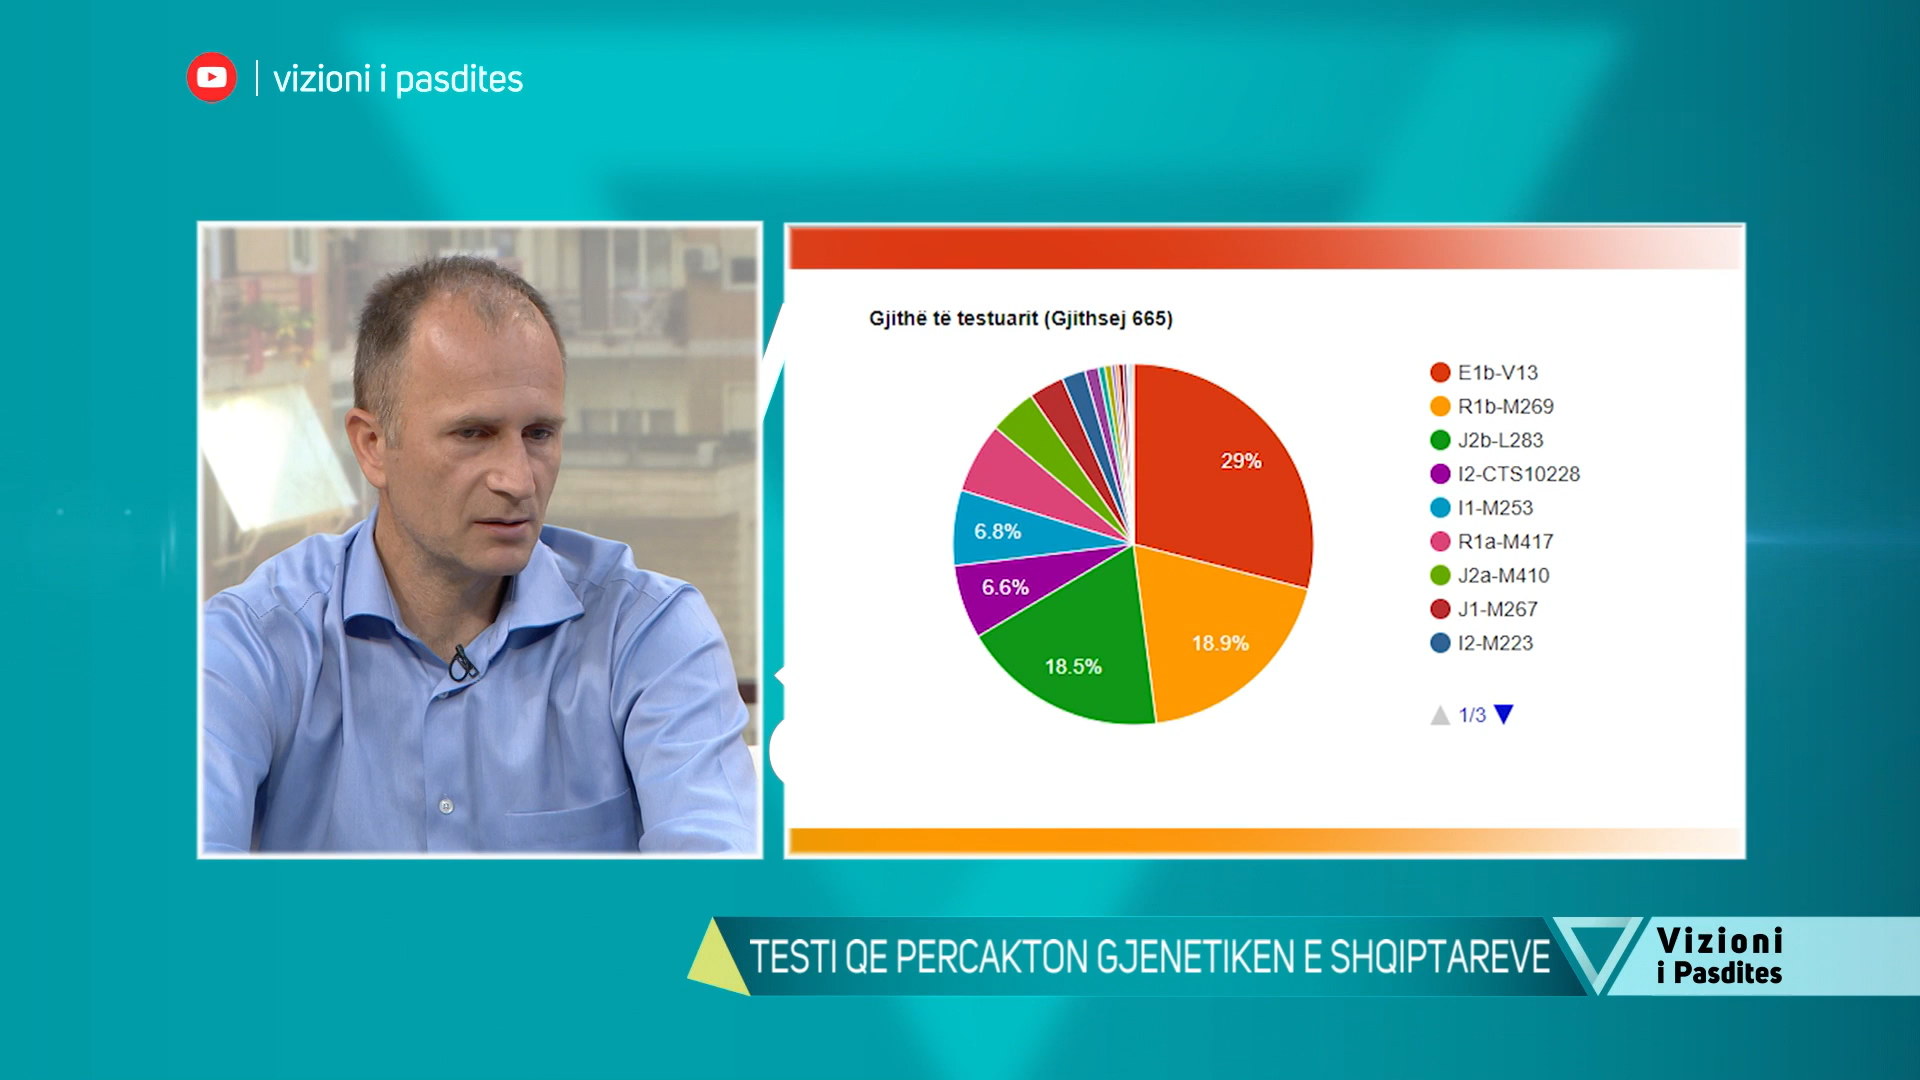 vizioni i pasdites
Gjithë të testuarit (Gjithsej 665)
29%
18.9%
18.5%
6.6%
6.8%
E1b-V13
R1b-M269
J2b-L283
I2-CTS10228
I1-M253
R1a-M417
J2a-M410
J1-M267
I2-M223
1/3
TESTI QE PERCAKTON GJENETIKEN E SHQIPTAREVE
Vizioni
i Pasdites